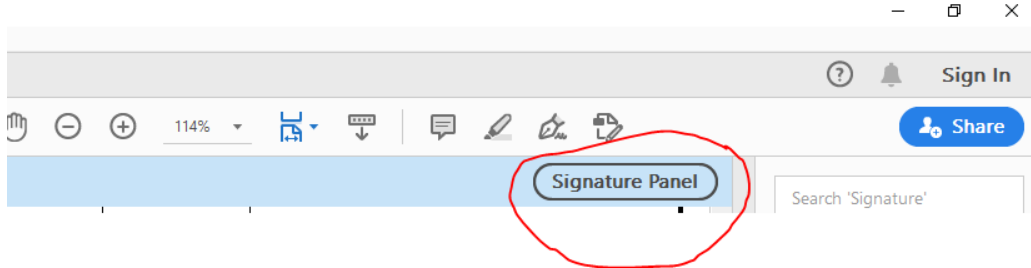 Sign In
114%
Share
Signature Panel
Search 'Signature'